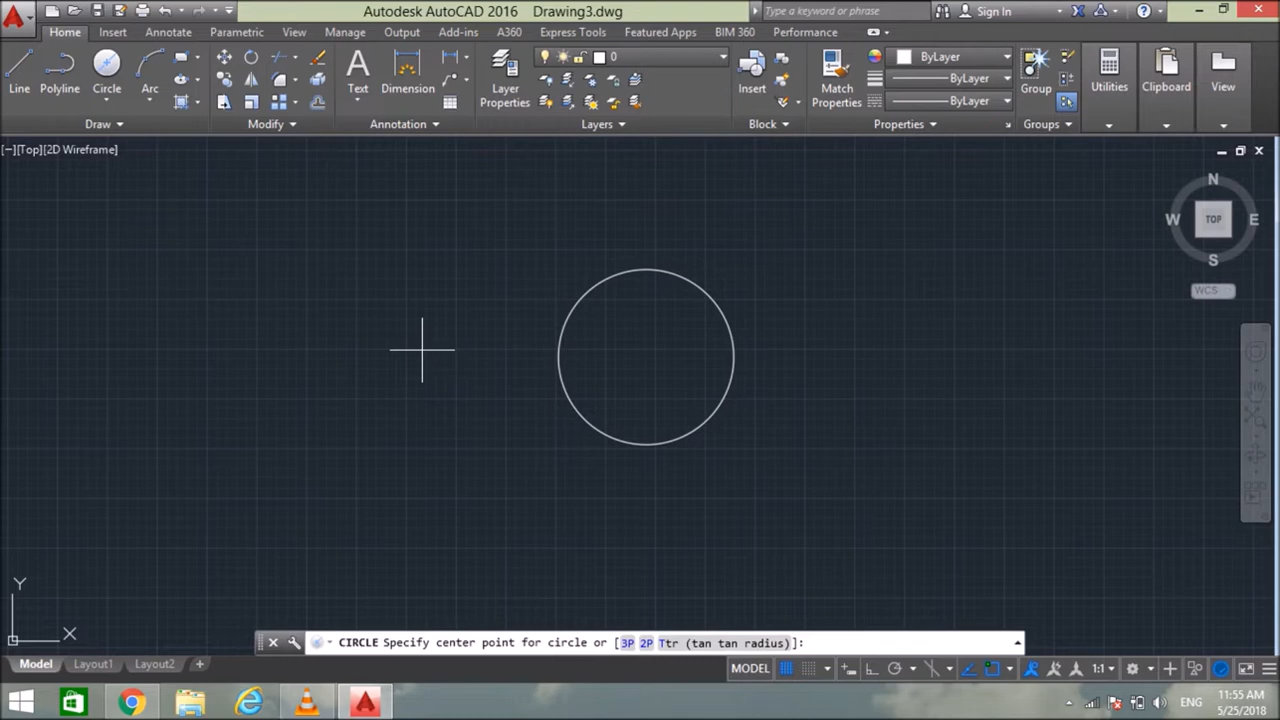 Autodesk AutoCAD 2016 Drawing3.dwg
Type a keyword or phrase
Sign In
Home Insert Annotate Parametric View Manage Output Add-ins A360 Express Tools Featured Apps BIM 360 Performance
Line Polyline Circle Arc
Text Dimension
Layer Properties
0
Insert
Match Properties
ByLayer
ByLayer
ByLayer
Group
Utilities
Clipboard
View
Draw Modify Annotation Layers Block Properties Groups
[−][Top][2D Wireframe]
N
W TOP E
S
WCS
Y
X
CIRCLE Specify center point for circle or [3P 2P Ttr (tan tan radius)]:
Model Layout1 Layout2
MODEL
1:1
ENG
11:55 AM
5/25/2018